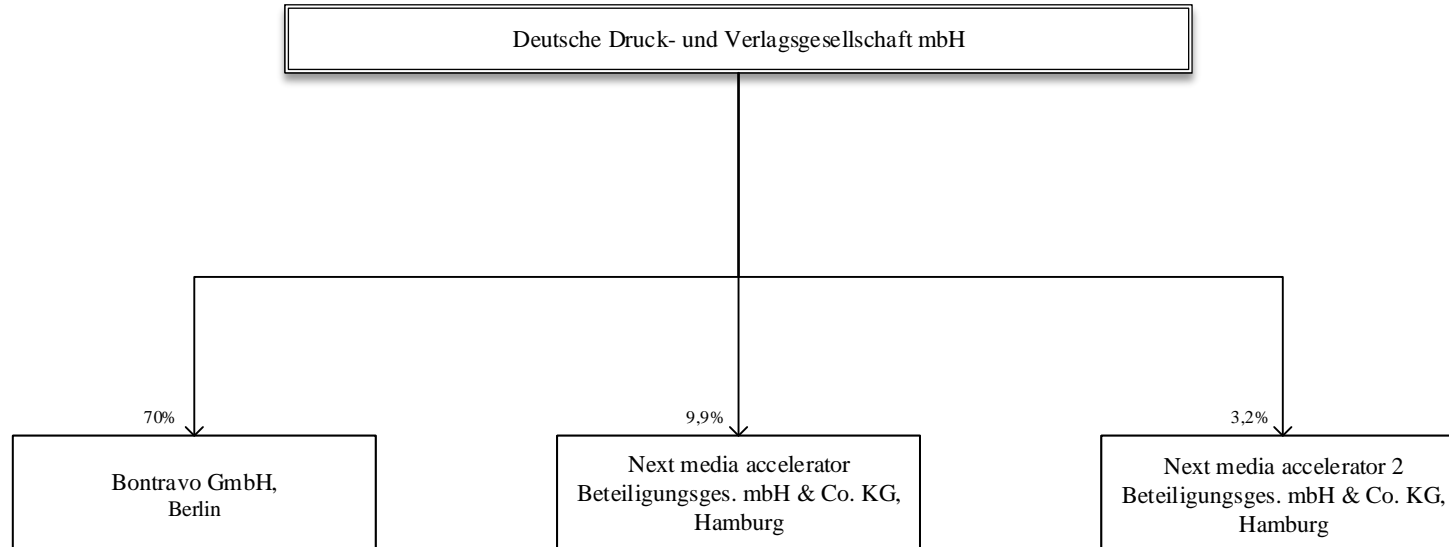 Deutsche Druck- und Verlagsgesellschaft mbH
70%
9,9%
3,2%
Bontravo GmbH,
Berlin
Next media accelerator
Beteiligungsges. mbH & Co. KG,
Hamburg
Next media accelerator 2
Beteiligungsges. mbH & Co. KG,
Hamburg